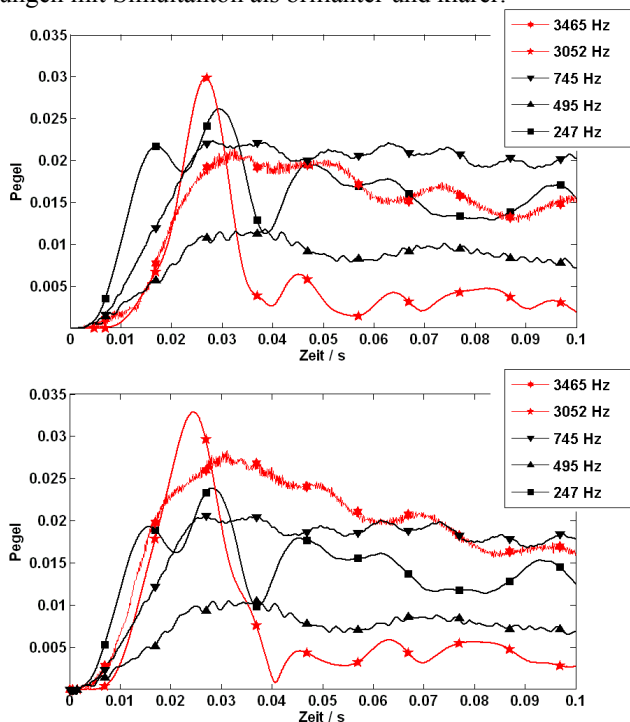 ungen mit Simultanton als brillanter und klarer.
3465 Hz
3052 Hz
745 Hz
495 Hz
247 Hz
0.035
0.03
0.025
0.02
0.015
0.01
0.005
Pegel
0 0.01 0.02 0.03 0.04 0.05 0.06 0.07 0.08 0.09 0.1
Zeit / s
3465 Hz
3052 Hz
745 Hz
495 Hz
247 Hz
0.035
0.03
0.025
0.02
0.015
0.01
0.005
Pegel
0 0.01 0.02 0.03 0.04 0.05 0.06 0.07 0.08 0.09 0.1
Zeit / s